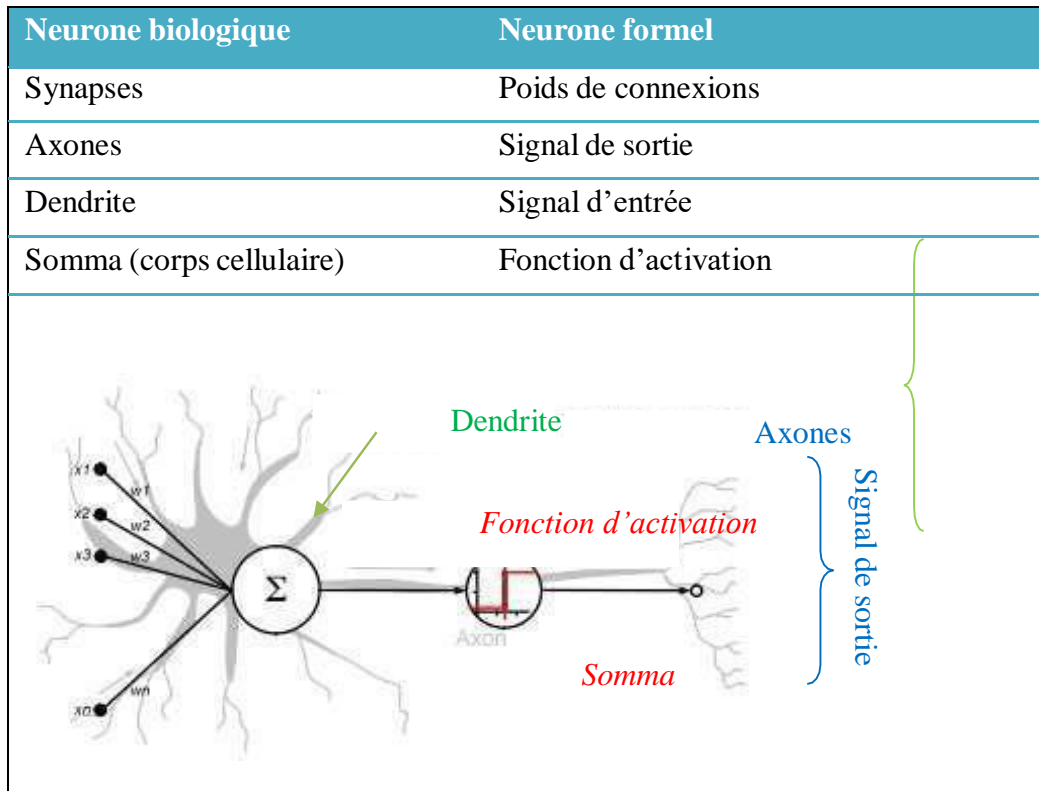 Neurone biologique Neurone formel
Synapses Poids de connexions
Axones Signal de sortie
Dendrite Signal d’entrée
Somma (corps cellulaire) Fonction d’activation
Dendrite
Axones
x1
w1
x2
w2
x3
w3
Fonction d’activation
Signal de sortie
Σ
Axon
Somma
wn
xn